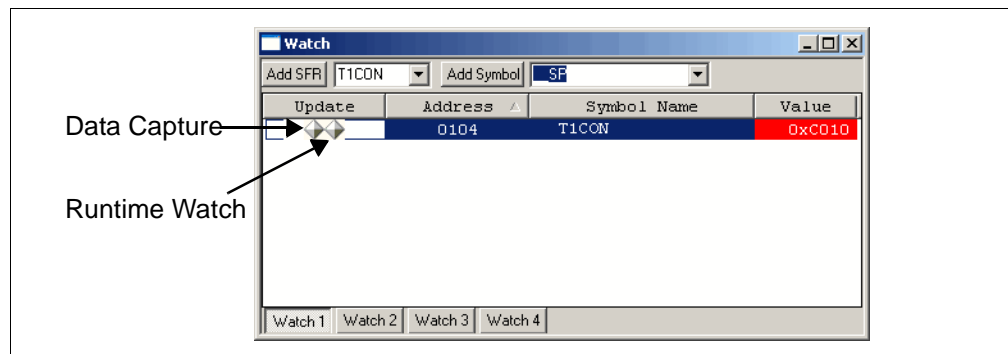 Watch
Add SFR T1CON Add Symbol _SP
Update Address Symbol Name Value
Data Capture 0104 T1CON 0xC010
Runtime Watch
Watch 1 Watch 2 Watch 3 Watch 4